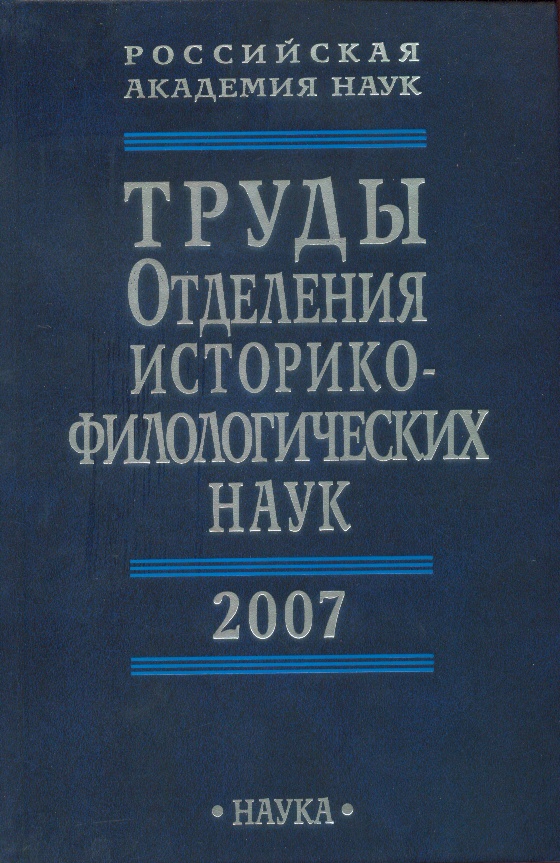 РОССИЙСКАЯ
АКАДЕМИЯ НАУК
ТРУДЫ
ОТДЕЛЕНИЯ
ИСТОРИКО-
ФИЛОЛОГИЧЕСКИХ
НАУК
2007
• НАУКА •